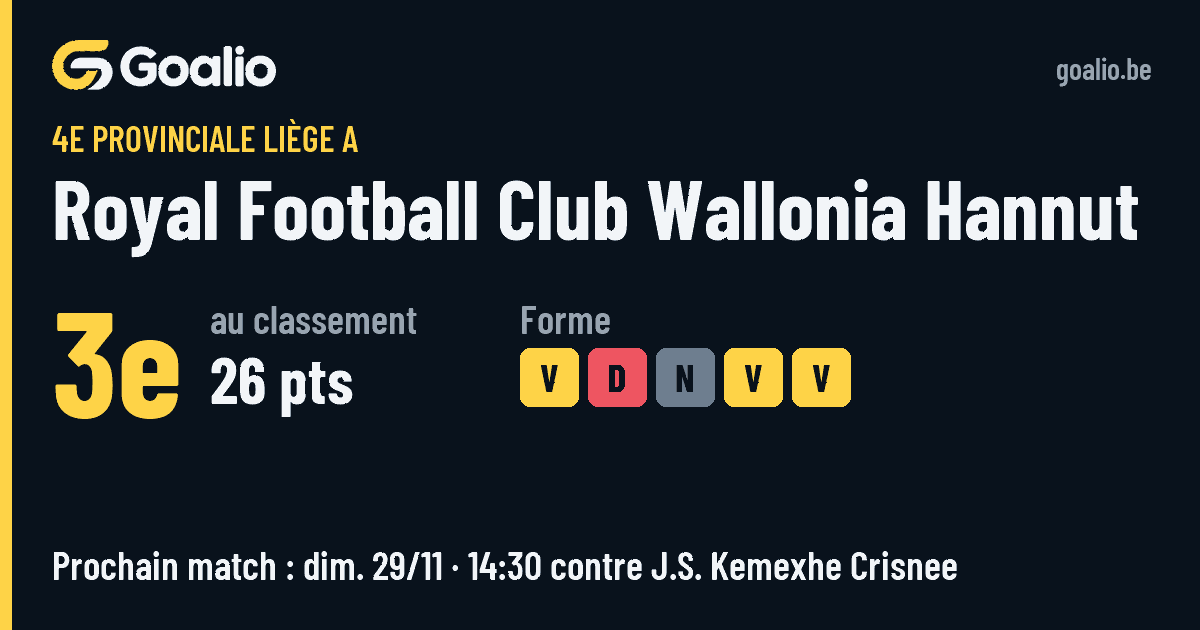 Goalio
goalio.be
4E PROVINCIALE LIÈGE A
Royal Football Club Wallonia Hannut
3e
au classement
26 pts
Forme
V D N V V
Prochain match : dim. 29/11 · 14:30 contre J.S. Kemexhe Crisnee